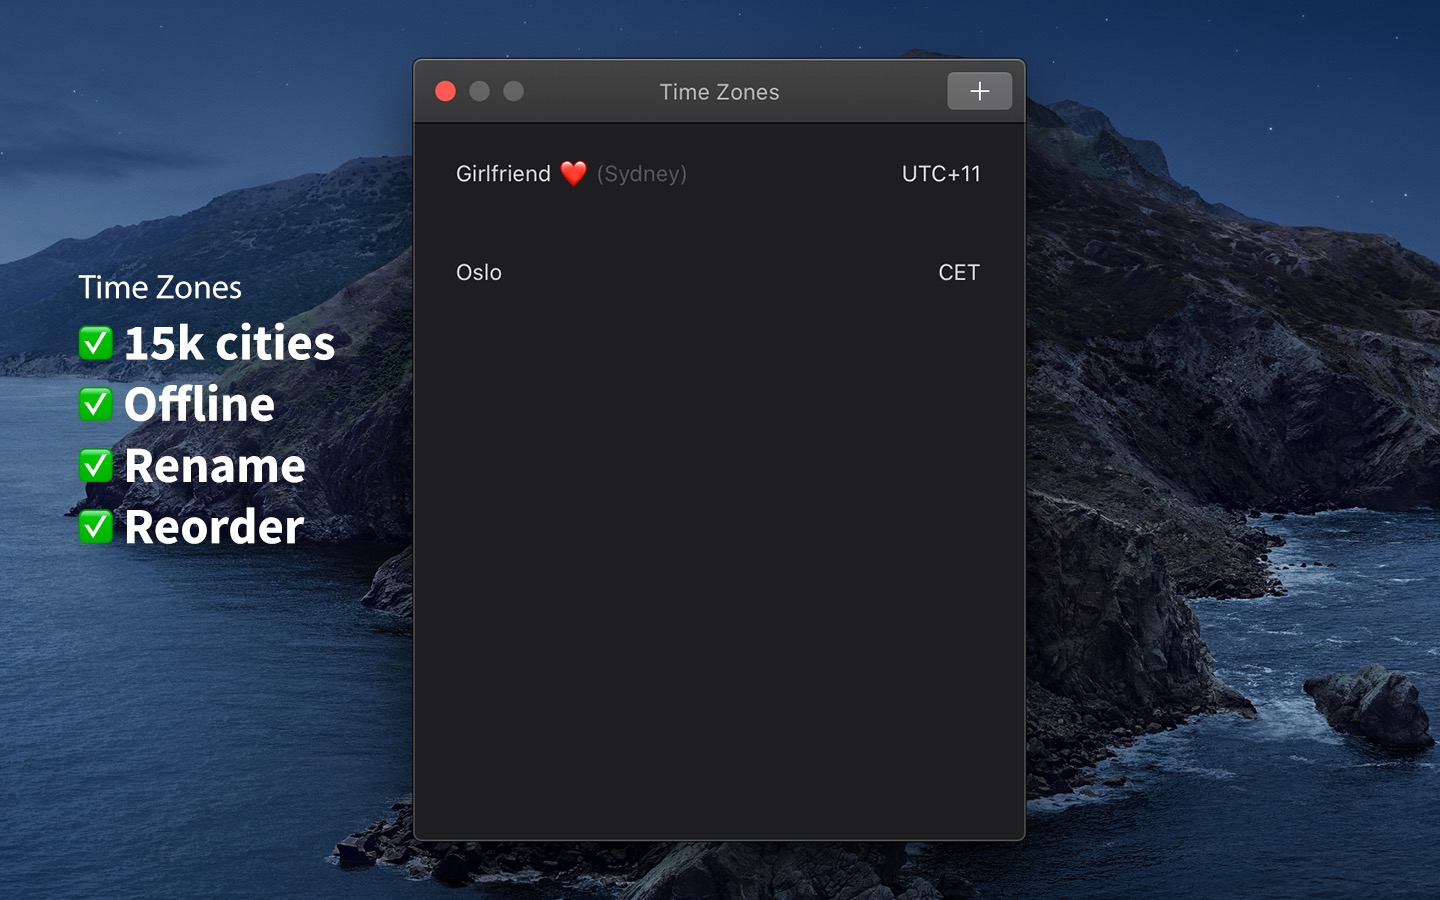 Time Zones
Girlfriend ❤️ (Sydney) UTC+11
Oslo CET
Time Zones
✅ 15k cities
✅ Offline
✅ Rename
✅ Reorder